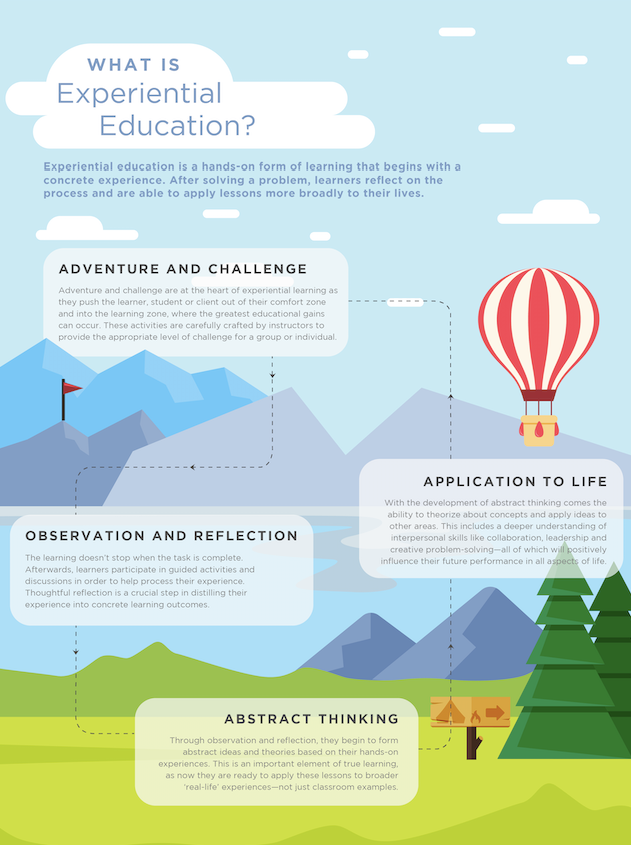 WHAT IS
Experiential
Education?
Experiential education is a hands-on form of learning that begins with a
concrete experience. After solving a problem, learners reflect on the
process and are able to apply lessons more broadly to their lives.
ADVENTURE AND CHALLENGE
Adventure and challenge are at the heart of experiential learning as
they push the learner, student or client out of their comfort zone
and into the learning zone, where the greatest educational gains
can occur. These activities are carefully crafted by instructors to
provide the appropriate level of challenge for a group or individual.
APPLICATION TO LIFE
With the development of abstract thinking comes the
ability to theorize about concepts and apply ideas to
other areas. This includes a deeper understanding of
interpersonal skills like collaboration, leadership and
creative problem-solving—all of which will positively
influence their future performance in all aspects of life.
OBSERVATION AND REFLECTION
The learning doesn't stop when the task is complete.
Afterwards, learners participate in guided activities and
discussions in order to help process their experience.
Thoughtful reflection is a crucial step in distilling their
experience into concrete learning outcomes.
ABSTRACT THINKING
Through observation and reflection, they begin to form
abstract ideas and theories based on their hands-on
experiences. This is an important element of true learning,
as now they are ready to apply these lessons to broader
'real-life' experiences—not just classroom examples.